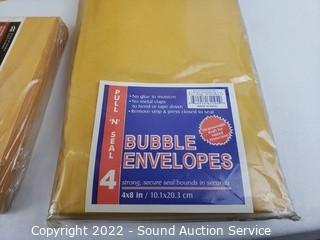 • No glue to moisten
• No metal clasps
to bend or tape down
• Remove strip & press closed to seal
PULL 'N' SEAL
BUBBLE
ENVELOPES
4
strong, secure seal bounds in seconds
4x8 in / 10.1x20.3 cm
Copyright 2022 - Sound Auction Service